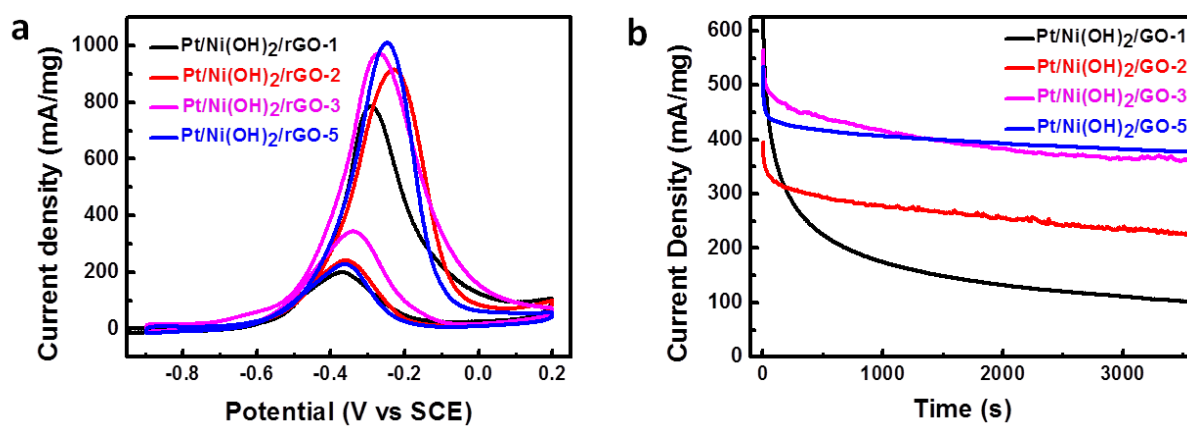 a
Current density (mA/mg)
1000
800
600
400
200
0
Pt/Ni(OH)₂/rGO-1
Pt/Ni(OH)₂/rGO-2
Pt/Ni(OH)₂/rGO-3
Pt/Ni(OH)₂/rGO-5
-0.8 -0.6 -0.4 -0.2 0.0 0.2
Potential (V vs SCE)
b
Current Density (mA/mg)
600
500
400
300
200
100
0
Pt/Ni(OH)₂/GO-1
Pt/Ni(OH)₂/GO-2
Pt/Ni(OH)₂/GO-3
Pt/Ni(OH)₂/GO-5
0 1000 2000 3000
Time (s)